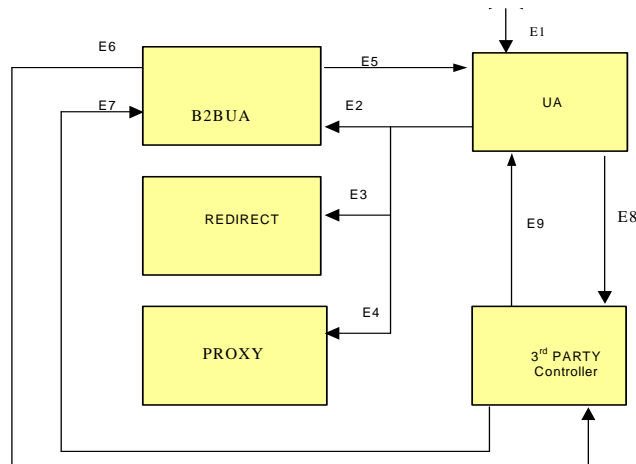 E1
E6
E5
E7
B2BUA
E2
UA
REDIRECT
E3
E9
E8
PROXY
E4
3rd PARTY
Controller